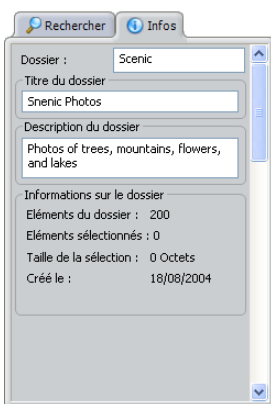 Rechercher Infos
Dossier : Scenic
Titre du dossier
Snenic Photos
Description du dossier
Photos of trees, mountains, flowers,
and lakes
Informations sur le dossier
Eléments du dossier : 200
Eléments sélectionnés : 0
Taille de la sélection : 0 Octets
Créé le : 18/08/2004